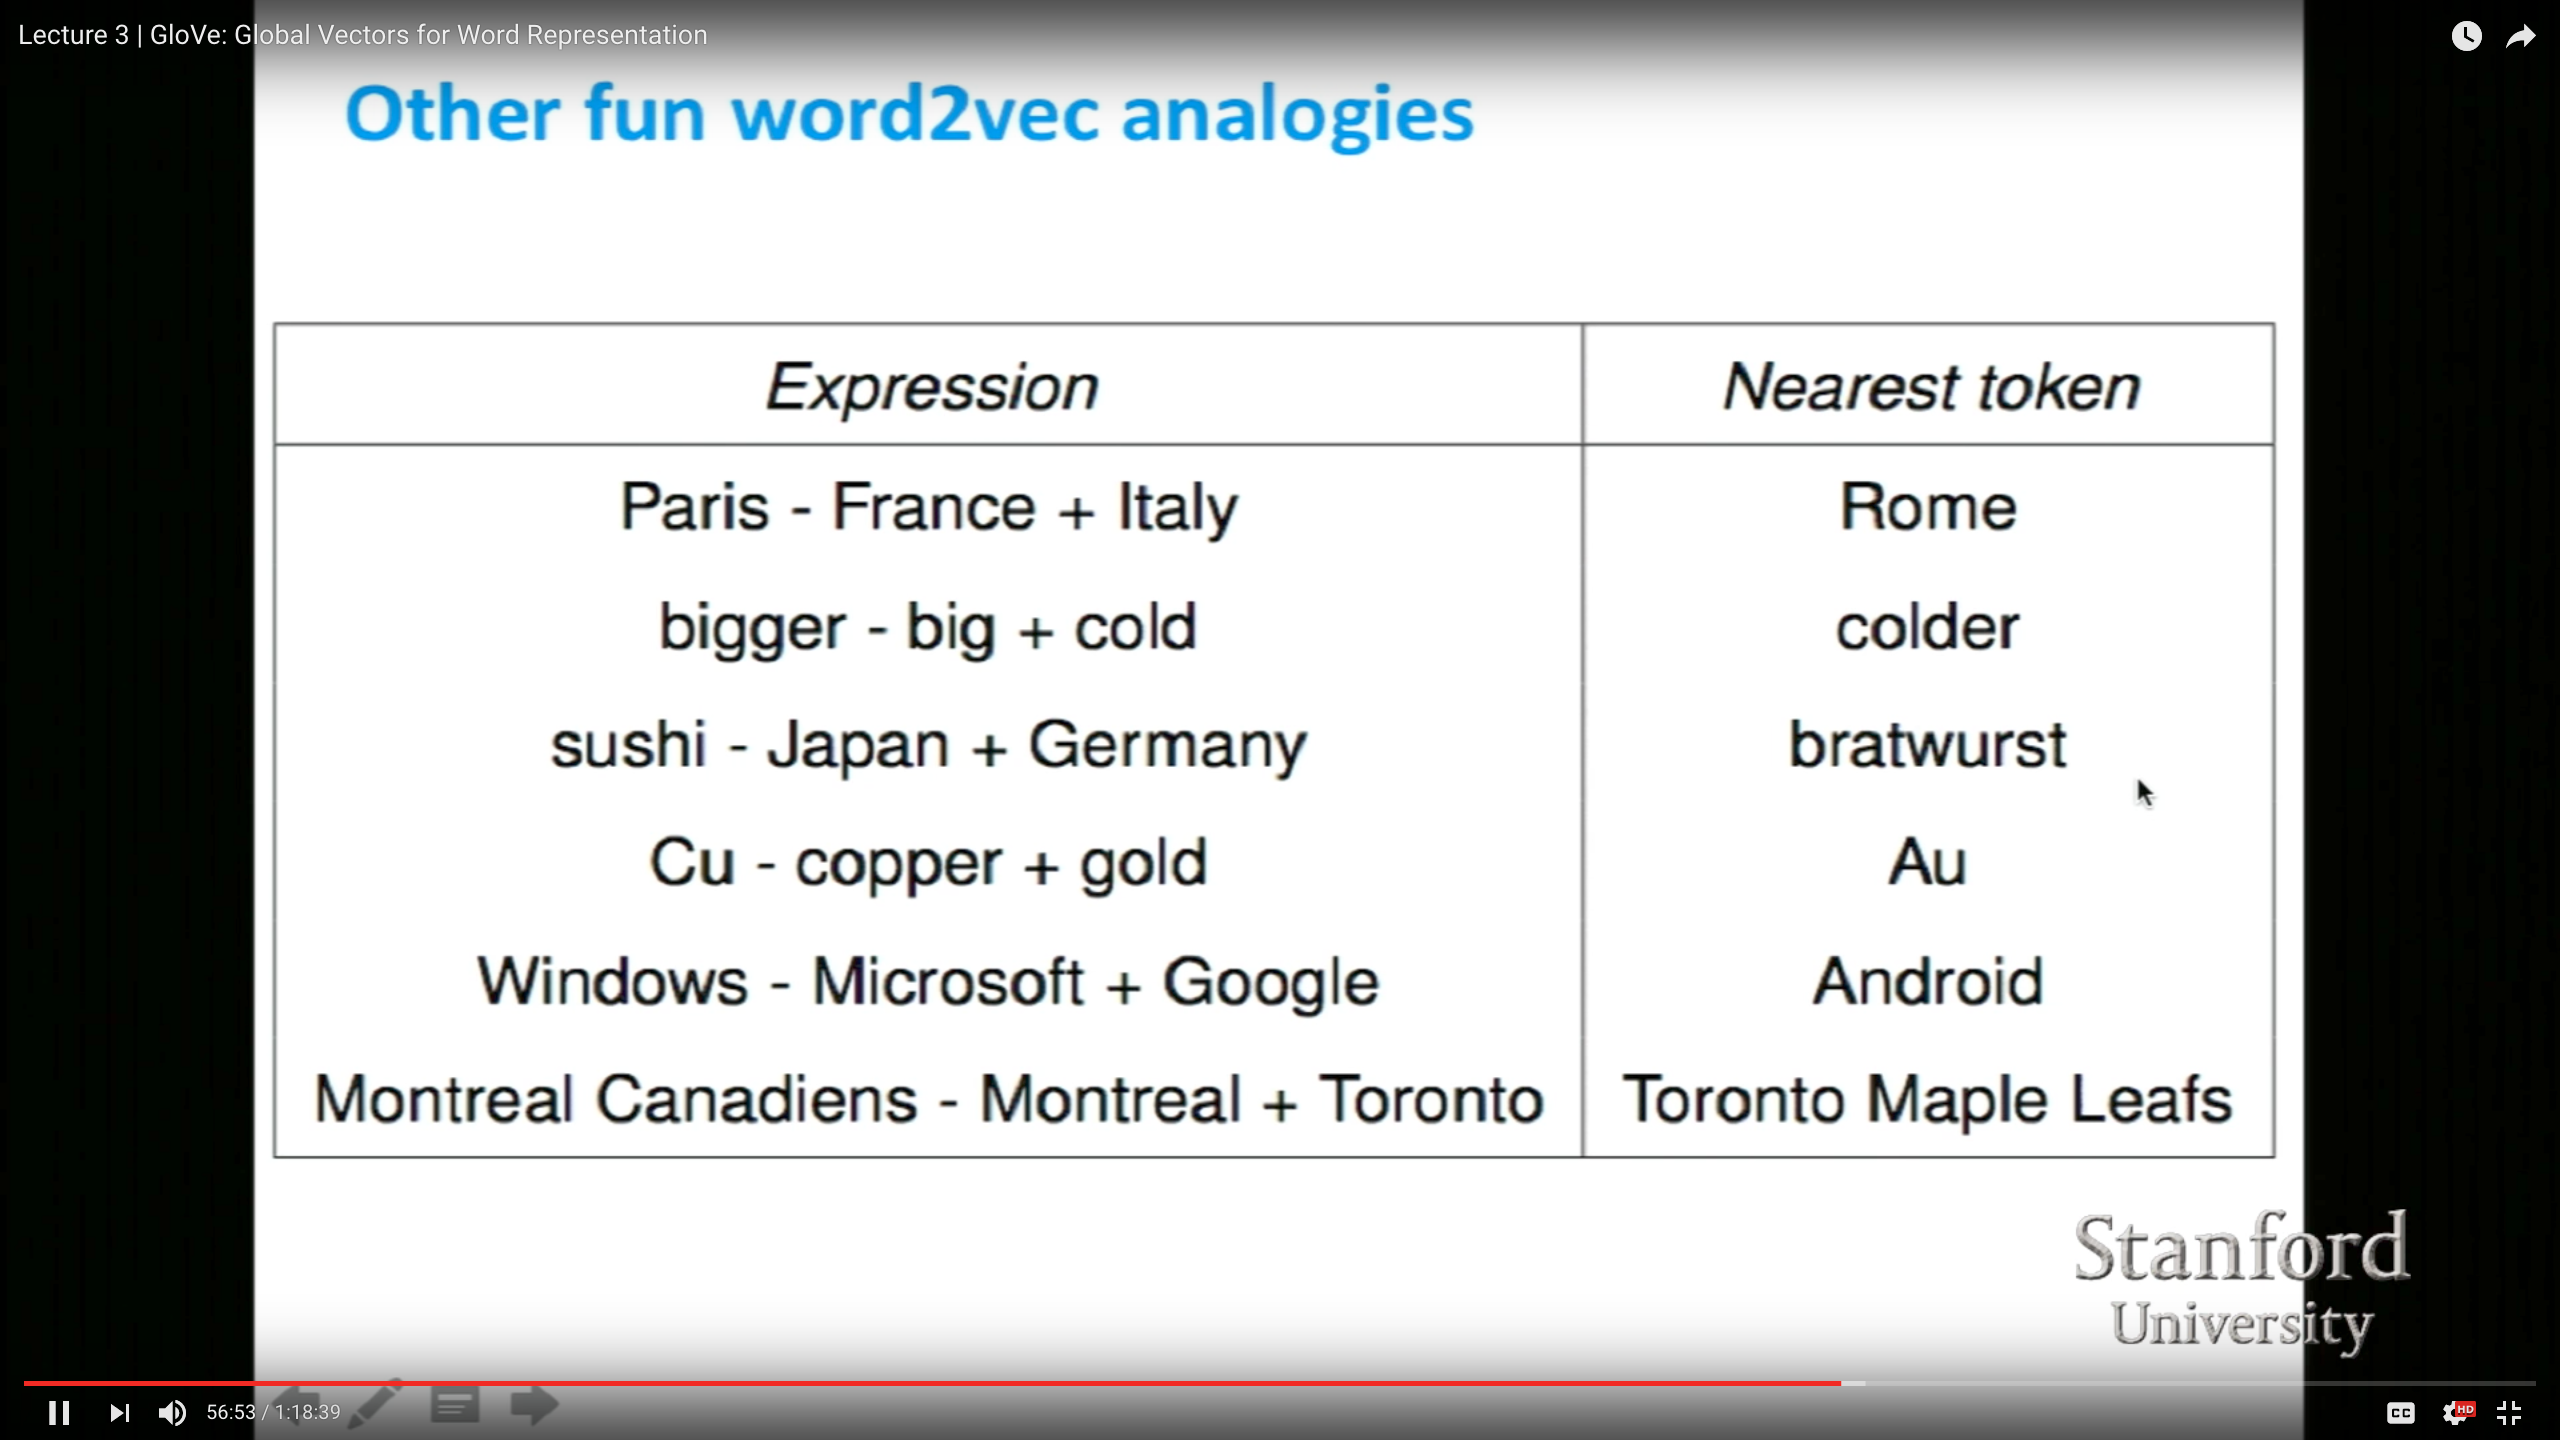 Lecture 3 | GloVe: Global Vectors for Word Representation
Other fun word2vec analogies
Expression Nearest token
Paris - France + Italy Rome
bigger - big + cold colder
sushi - Japan + Germany bratwurst
Cu - copper + gold Au
Windows - Microsoft + Google Android
Montreal Canadiens - Montreal + Toronto Toronto Maple Leafs
Stanford
University
56:53 / 1:18:39
CC
HD